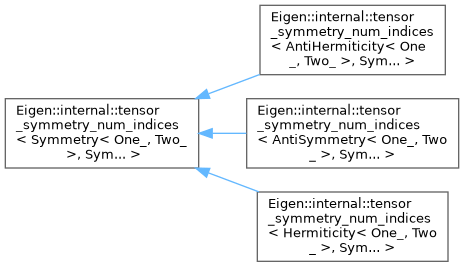 Eigen::internal::tensor
_symmetry_num_indices
< AntiHermiticity< One
_, Two_ >, Sym... >
Eigen::internal::tensor
_symmetry_num_indices
< Symmetry< One_, Two_
>, Sym... >
Eigen::internal::tensor
_symmetry_num_indices
< AntiSymmetry< One_, Two
_ >, Sym... >
Eigen::internal::tensor
_symmetry_num_indices
< Hermiticity< One_, Two
_ >, Sym... >